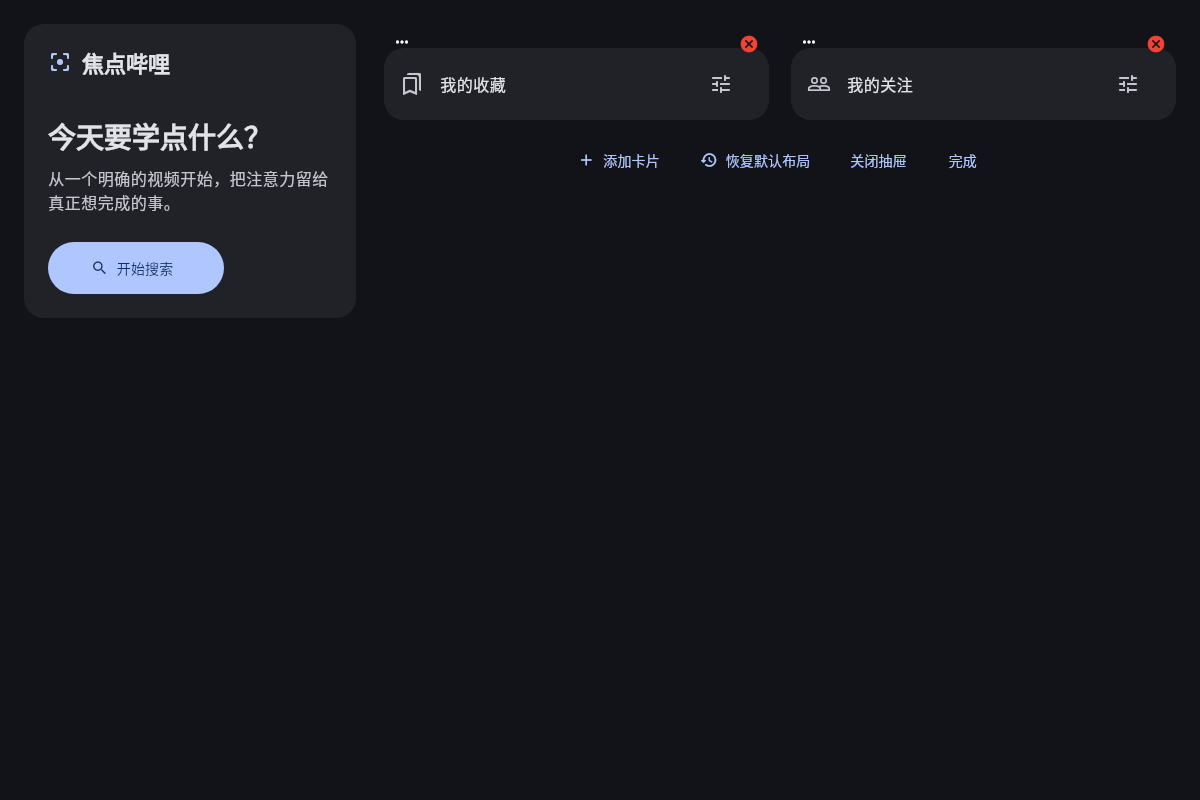 焦点哔哩
今天要学点什么？
从一个明确的视频开始，把注意力留给
真正想完成的事。
开始搜索
我的收藏
我的关注
添加卡片
恢复默认布局
关闭抽屉
完成